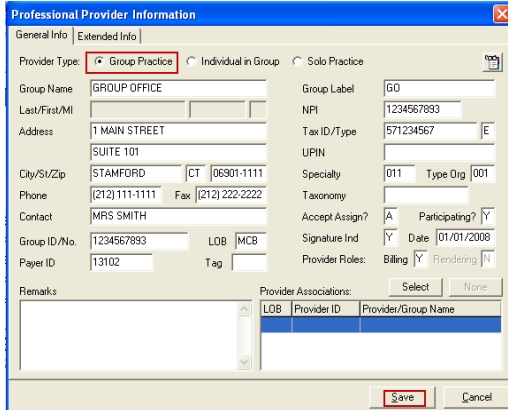 Professional Provider Information
General Info Extended Info
Provider Type: Group Practice Individual in Group Solo Practice
Group Name GROUP OFFICE Group Label GO
Last/First/MI NPI 1234567893
Address 1 MAIN STREET Tax ID/Type 571234567 E
SUITE 101 UPIN
City/St/Zip STAMFORD CT 06901-1111 Specialty 011 Type Org 001
Phone (212) 111-1111 Fax (212) 222-2222 Taxonomy
Contact MRS SMITH Accept Assign? A Participating? Y
Group ID/No. 1234567893 LOB MCB Signature Ind Y Date 01/01/2008
Payer ID 13102 Tag Provider Roles: Billing Y Rendering N
Remarks Provider Associations: Select None
LOB Provider ID Provider/Group Name
Save Cancel